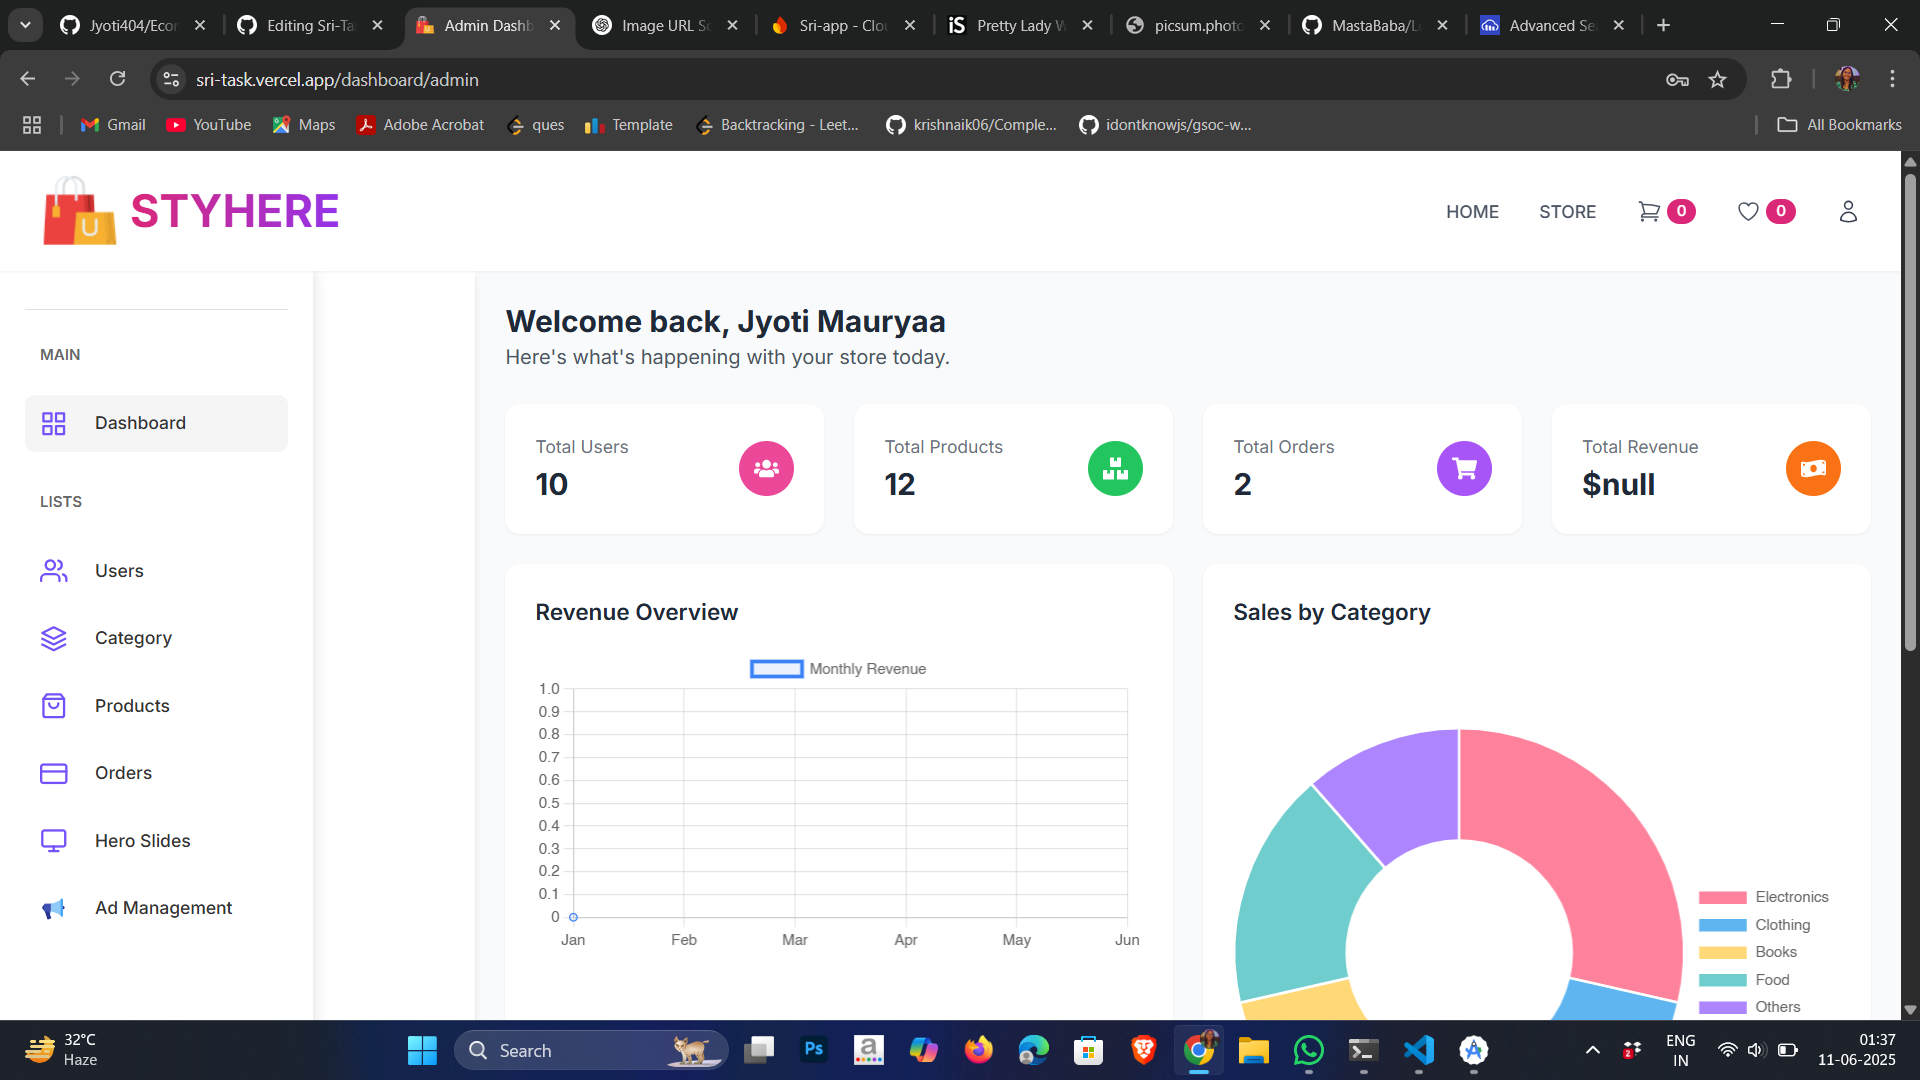 Jyoti404/Ecor
Editing Sri-Ta
Admin Dashb
Image URL Sc
Sri-app - Clou
iS Pretty Lady W
picsum.photo
MastaBaba/L
Advanced Se
sri-task.vercel.app/dashboard/admin
Gmail
YouTube
Maps
Adobe Acrobat
ques
Template
Backtracking - Leet...
krishnaik06/Comple...
idontknowjs/gsoc-w...
All Bookmarks
U STYHERE
HOME
STORE
0
0
MAIN
Dashboard
LISTS
Users
Category
Products
Orders
Hero Slides
Ad Management
Welcome back, Jyoti Mauryaa
Here's what's happening with your store today.
Total Users
10
Total Products
12
Total Orders
2
Total Revenue
$null
Revenue Overview
Monthly Revenue
1.0
0.9
0.8
0.7
0.6
0.5
0.4
0.3
0.2
0.1
0
Jan Feb Mar Apr May Jun
Sales by Category
Electronics
Clothing
Books
Food
Others
32°C
Haze
Search
Ps
a
2
ENG
IN
01:37
11-06-2025